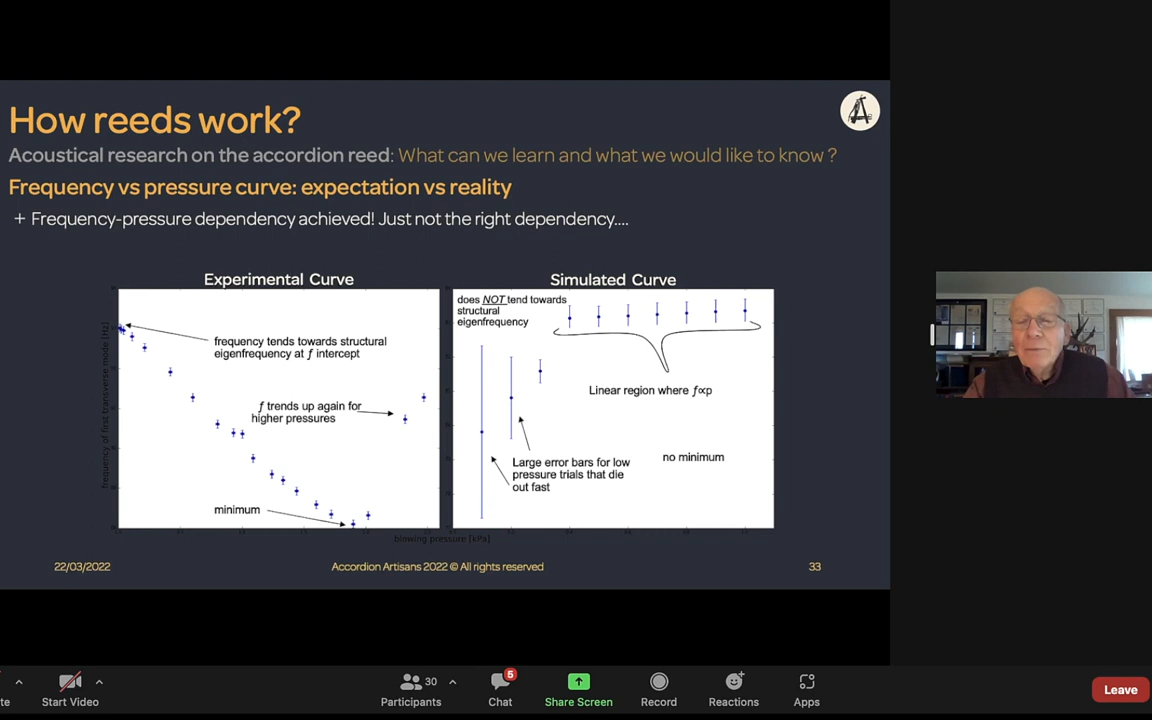 How reeds work?
Acoustical research on the accordion reed: What can we learn and what we would like to know ?
Frequency vs pressure curve: expectation vs reality
+ Frequency-pressure dependency achieved! Just not the right dependency....
Experimental Curve
frequency of first transverse mode [Hz]
frequency tends towards structural
eigenfrequency at ƒ intercept
ƒ trends up again for
higher pressures
minimum
Simulated Curve
does NOT tend towards
structural
eigenfrequency
Linear region where ƒ∝p
Large error bars for low
pressure trials that die
out fast
no minimum
blowing pressure [kPa]
22/03/2022
Accordion Artisans 2022 © All rights reserved
33
Start Video
30
Participants
5
Chat
Share Screen
Record
Reactions
Apps
Leave